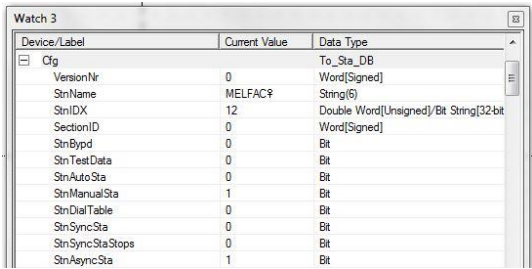 Watch 3
Device/Label Current Value Data Type
Cfg To_Sta_DB
VersionNr 0 Word[Signed]
StnName MELFAC♀ String(6)
StnIDX 12 Double Word[Unsigned]/Bit String[32-bit
SectionID 0 Word[Signed]
StnBypd 0 Bit
StnTestData 0 Bit
StnAutoSta 0 Bit
StnManualSta 1 Bit
StnDialTable 0 Bit
StnSyncSta 0 Bit
StnSyncStaStops 0 Bit
StnAsyncSta 1 Bit